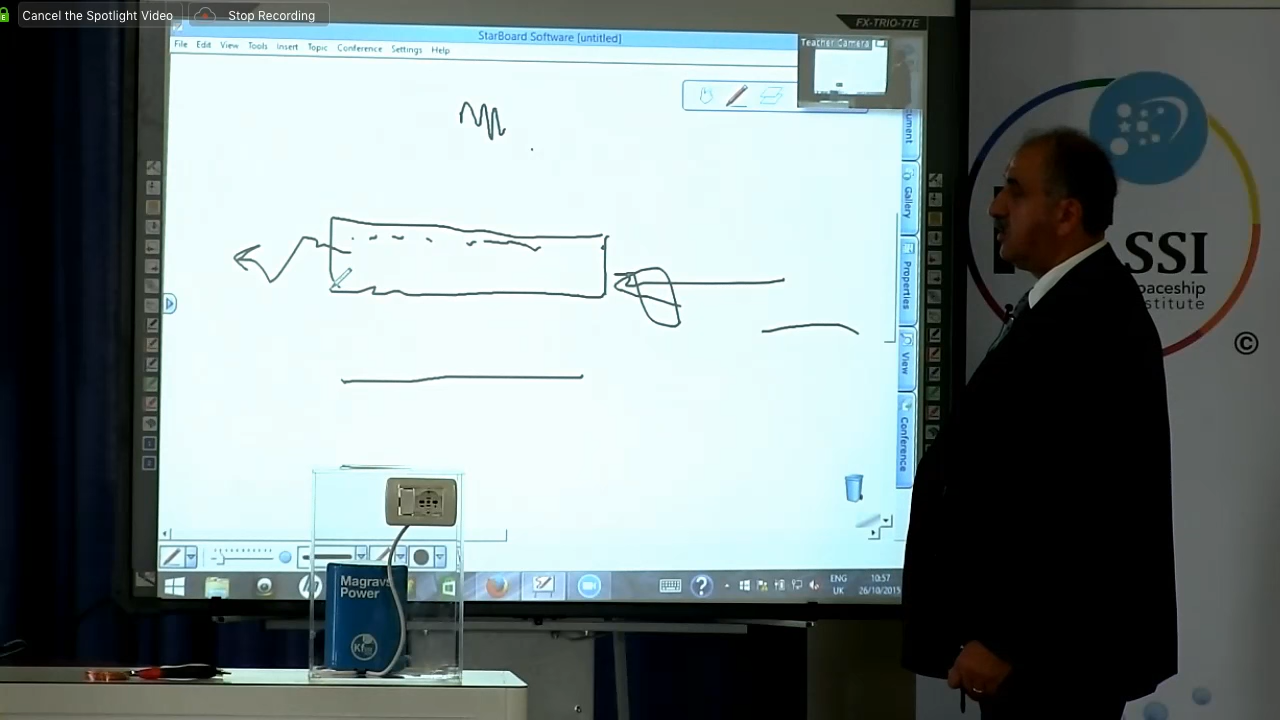 Cancel the Spotlight Video
Stop Recording
FX-TRIO-77E
StarBoard Software [untitled]
File Edit View Tools Insert Topic Conference Settings Help
Teacher Camera
Gallery
Properties
View
Conference
SSI
paceship
nstitute
©
Magravs
Power
Kf
ENG
UK
10:57
26/10/2015